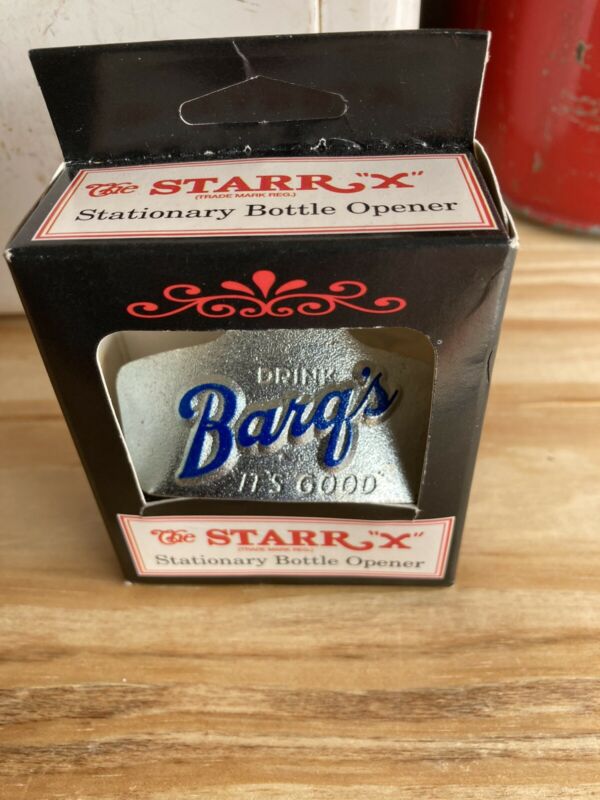 The STARR "X"
(TRADE MARK REG.)
Stationary Bottle Opener
DRINK
Barq's
IT'S GOOD
The STARR "X"
(TRADE MARK REG.)
Stationary Bottle Opener